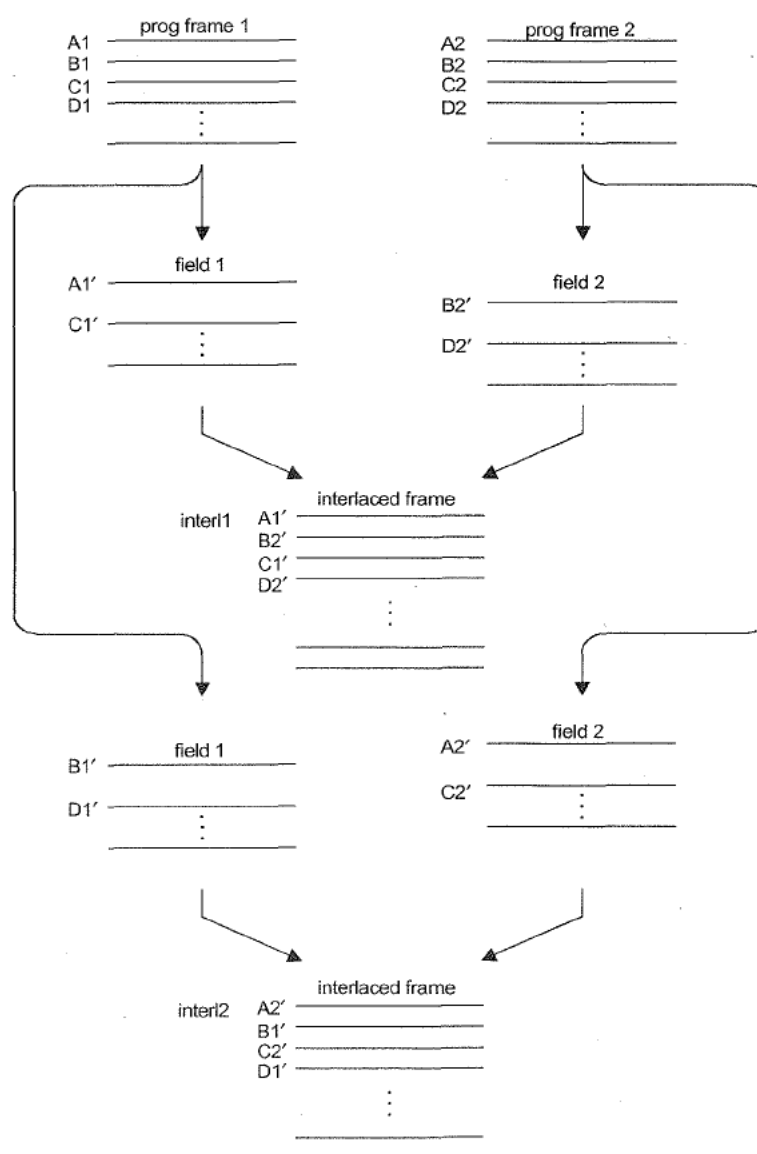 prog frame 1
A1
B1
C1
D1
prog frame 2
A2
B2
C2
D2
field 1
A1′
C1′
field 2
B2′
D2′
interlaced frame
interl1
A1′
B2′
C1′
D2′
field 1
B1′
D1′
field 2
A2′
C2′
interlaced frame
interl2
A2′
B1′
C2′
D1′